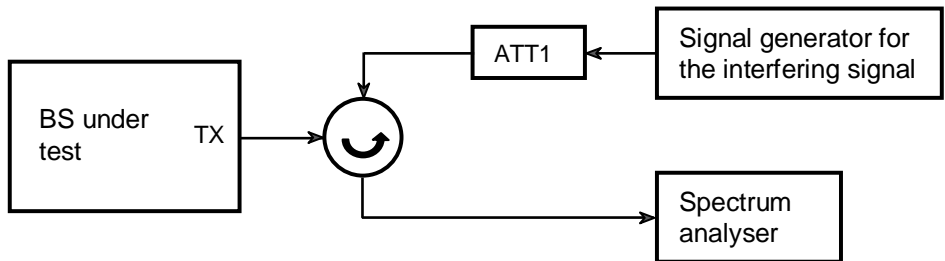 BS under
test
TX
ATT1
Signal generator for
the interfering signal
Spectrum
analyser